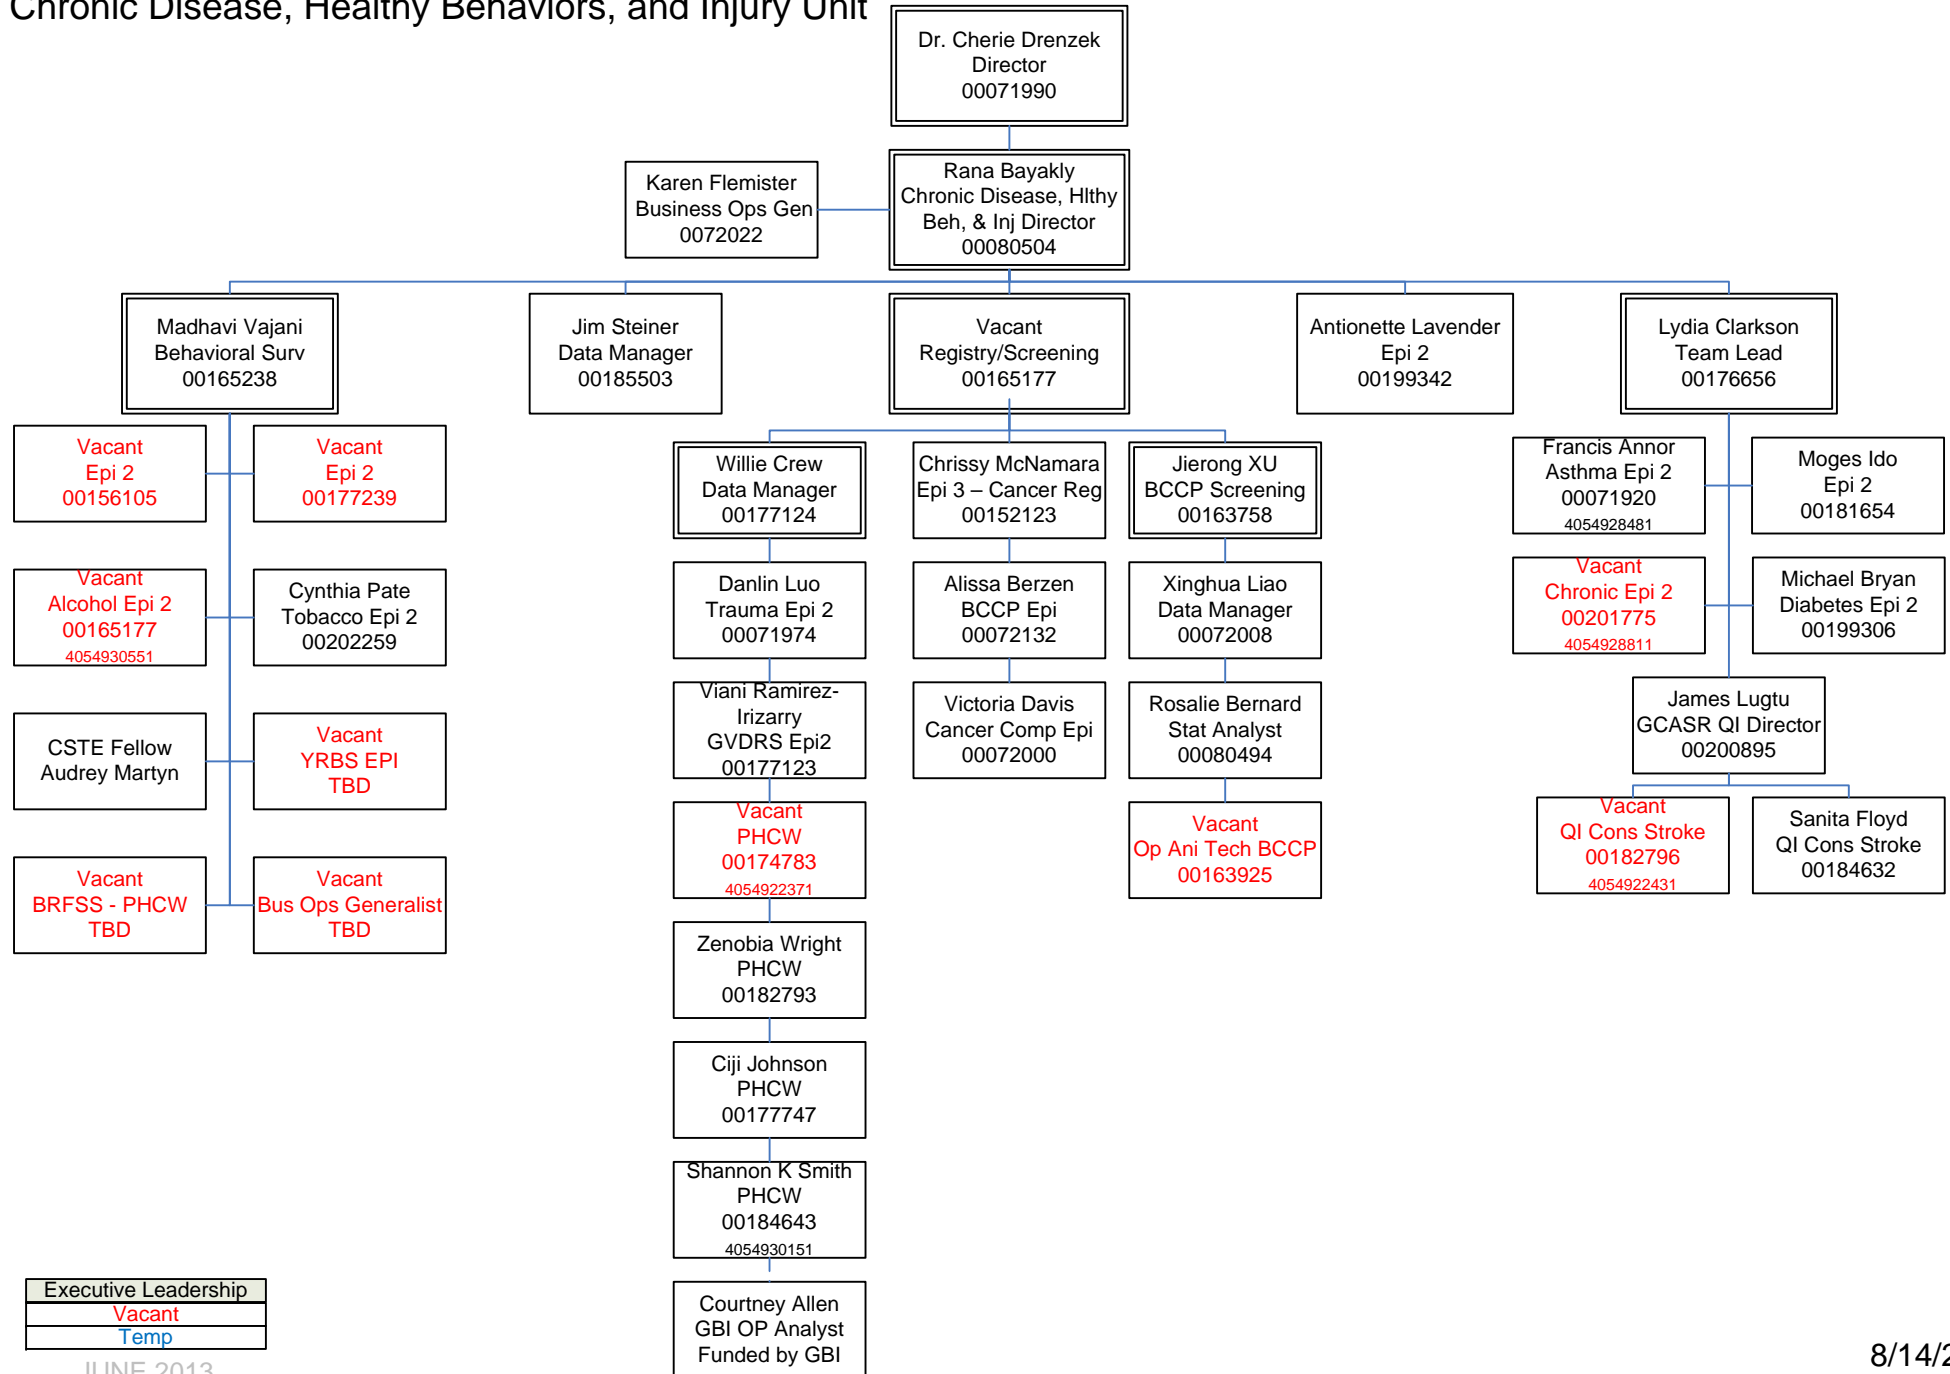 Chronic Disease, Healthy Behaviors, and Injury Unit
Dr. Cherie Drenzek
Director
00071990
Karen Flemister
Business Ops Gen
0072022
Rana Bayakly
Chronic Disease, Hlthy
Beh, & Inj Director
00080504
Madhavi Vajani
Behavioral Surv
00165238
Jim Steiner
Data Manager
00185503
Vacant
Registry/Screening
00165177
Antionette Lavender
Epi 2
00199342
Lydia Clarkson
Team Lead
00176656
Vacant
Epi 2
00156105
Vacant
Epi 2
00177239
Vacant
Alcohol Epi 2
00165177
4054930551
Cynthia Pate
Tobacco Epi 2
00202259
CSTE Fellow
Audrey Martyn
Vacant
YRBS EPI
TBD
Vacant
BRFSS - PHCW
TBD
Vacant
Bus Ops Generalist
TBD
Willie Crew
Data Manager
00177124
Danlin Luo
Trauma Epi 2
00071974
Viani Ramirez-
Irizarry
GVDRS Epi2
00177123
Vacant
PHCW
00174783
4054922371
Zenobia Wright
PHCW
00182793
Ciji Johnson
PHCW
00177747
Shannon K Smith
PHCW
00184643
4054930151
Courtney Allen
GBI OP Analyst
Funded by GBI
Chrissy McNamara
Epi 3 – Cancer Reg
00152123
Alissa Berzen
BCCP Epi
00072132
Victoria Davis
Cancer Comp Epi
00072000
Jierong XU
BCCP Screening
00163758
Xinghua Liao
Data Manager
00072008
Rosalie Bernard
Stat Analyst
00080494
Vacant
Op Ani Tech BCCP
00163925
Francis Annor
Asthma Epi 2
00071920
4054928481
Moges Ido
Epi 2
00181654
Vacant
Chronic Epi 2
00201775
4054928811
Michael Bryan
Diabetes Epi 2
00199306
James Lugtu
GCASR QI Director
00200895
Vacant
QI Cons Stroke
00182796
4054922431
Sanita Floyd
QI Cons Stroke
00184632
Executive Leadership
Vacant
Temp
JUNE 2013
8/14/2